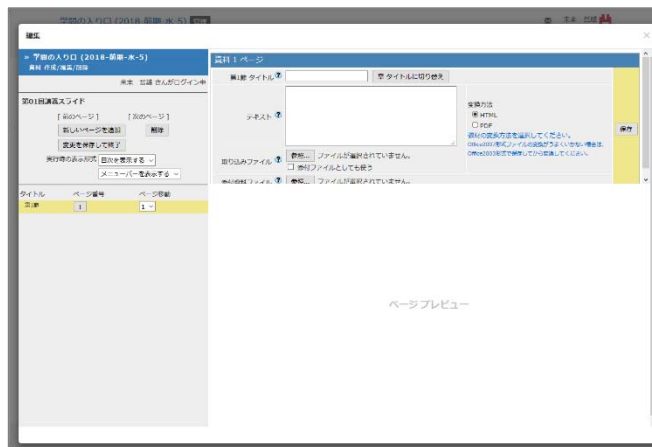 学問の入り口 (2018-前期-水-5)
編集
» 学問の入り口 (2018-前期-水-5)
資料 作成/編集/削除
さんがログイン中
第01回講義スライド
[ 前のページ ] [ 次のページ ]
新しいページを追加 削除
変更を保存して終了
実行時の表示形式 目次を表示する
メニューバーを表示する
タイトル ページ番号 ページ移動
第1節 1 1
資料 1 ページ
第1節 タイトル 章 タイトルに切り替え
テキスト
変換方法
HTML
PDF
教材の変換方法を選択してください。
Office2007形式ファイルの変換がうまくいかない場合は、
Office2003形式で保存してから登録してください。
保存
取り込みファイル 参照... ファイルが選択されていません。
添付ファイルとしても使う
添付資料ファイル 参照... ファイルが選択されていません。
ページプレビュー